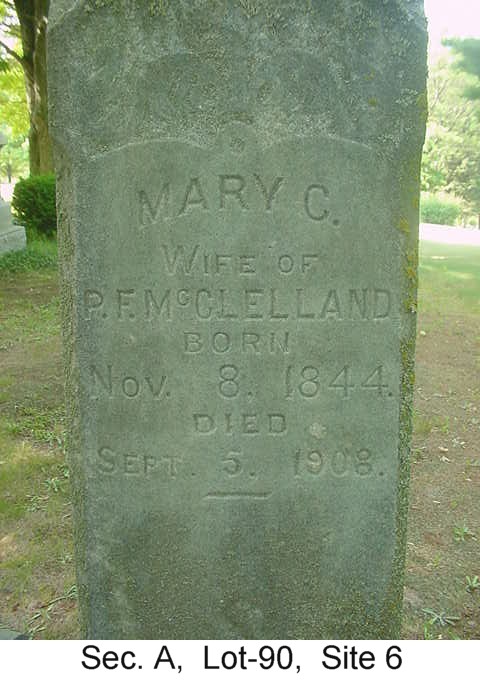 MARY C.
WIFE OF
P. F. McCLELLAND
BORN
NOV. 8. 1844.
DIED
SEPT. 5. 1908.
Sec. A, Lot-90, Site 6